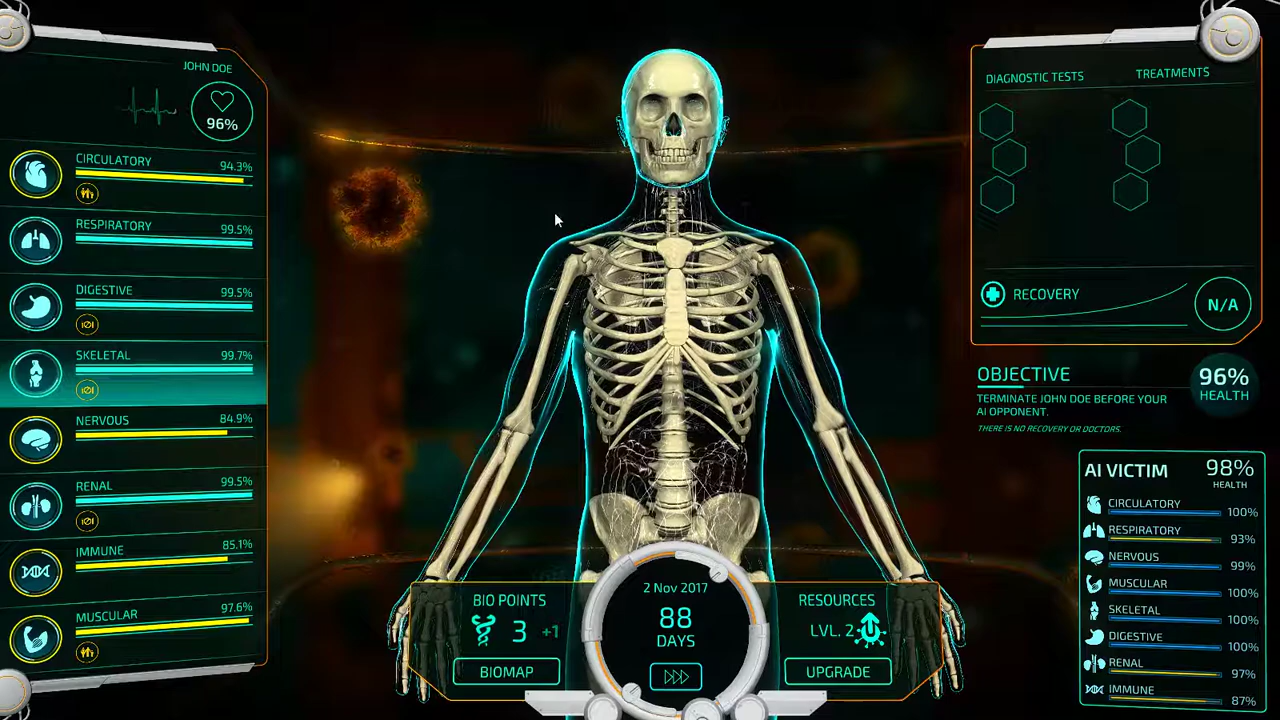 JOHN DOE
96%
CIRCULATORY 94.3%
RESPIRATORY 99.5%
DIGESTIVE 99.5%
SKELETAL 99.7%
NERVOUS 84.9%
RENAL 99.5%
IMMUNE 85.1%
MUSCULAR 97.6%
BIO POINTS
3 +1
BIOMAP
2 Nov 2017
88
DAYS
RESOURCES
LVL. 2
UPGRADE
DIAGNOSTIC TESTS TREATMENTS
RECOVERY N/A
OBJECTIVE
TERMINATE JOHN DOE BEFORE YOUR
AI OPPONENT.
THERE IS NO RECOVERY OR DOCTORS.
96%
HEALTH
AI VICTIM 98%
HEALTH
CIRCULATORY 100%
RESPIRATORY 93%
NERVOUS 99%
MUSCULAR 100%
SKELETAL 100%
DIGESTIVE 100%
RENAL 97%
IMMUNE 87%